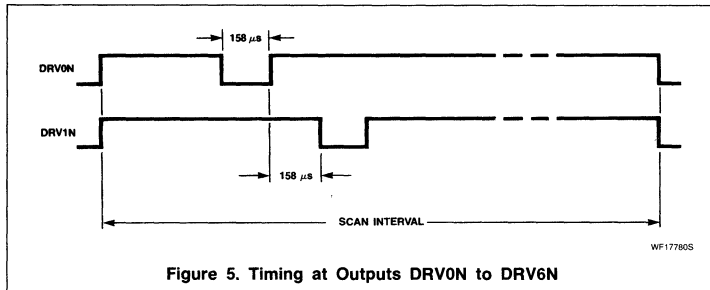 158 μs
DRV0N
DRV1N
158 μs
SCAN INTERVAL
WF17780S
Figure 5. Timing at Outputs DRV0N to DRV6N